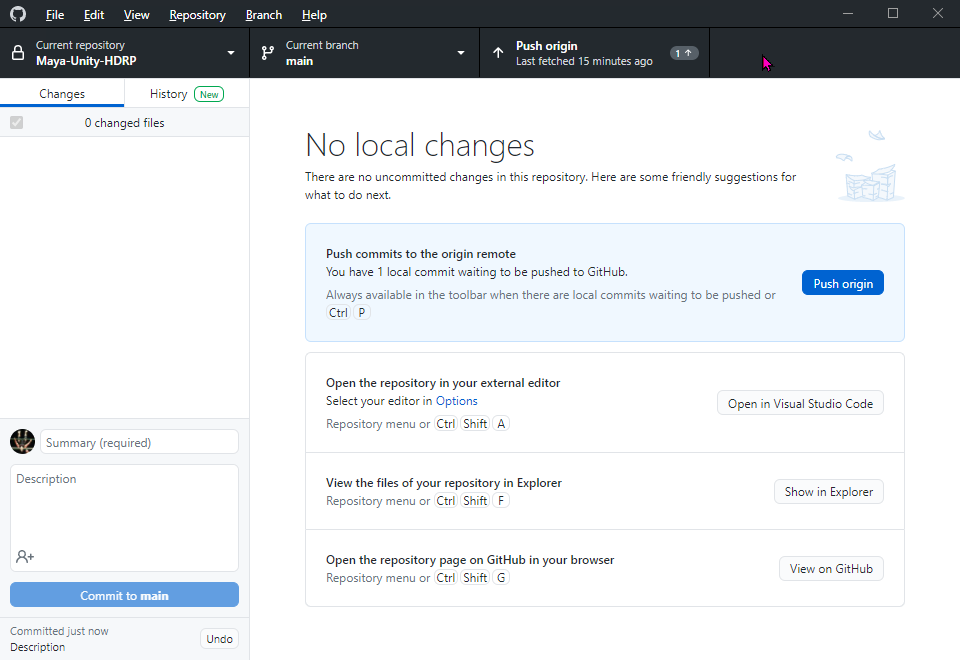 File Edit View Repository Branch Help
Current repository
Maya-Unity-HDRP
Current branch
main
Push origin
Last fetched 15 minutes ago
1
Changes
History New
0 changed files
Summary (required)
Description
Commit to main
Committed just now
Description
Undo
No local changes
There are no uncommitted changes in this repository. Here are some friendly suggestions for
what to do next.
Push commits to the origin remote
You have 1 local commit waiting to be pushed to GitHub.
Always available in the toolbar when there are local commits waiting to be pushed or
Ctrl P
Push origin
Open the repository in your external editor
Select your editor in Options
Repository menu or Ctrl Shift A
Open in Visual Studio Code
View the files of your repository in Explorer
Repository menu or Ctrl Shift F
Show in Explorer
Open the repository page on GitHub in your browser
Repository menu or Ctrl Shift G
View on GitHub